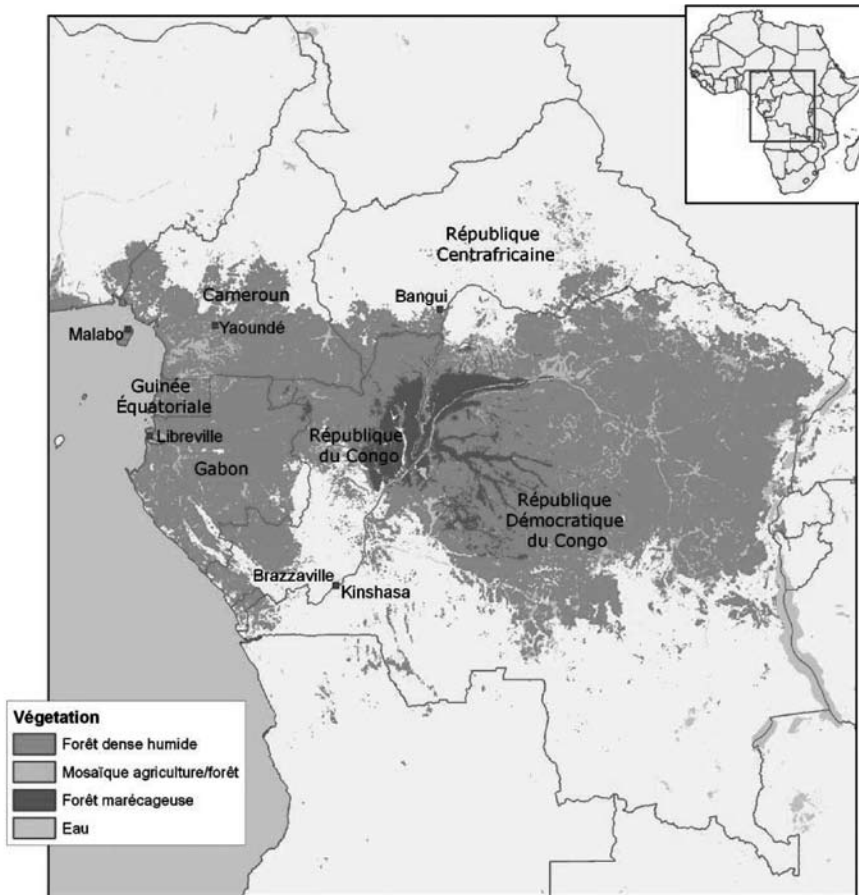 République
Centrafricaine
Cameroun
Bangui
Yaoundé
Malabo
Guinée
Équatoriale
Libreville
République
du Congo
Gabon
République
Démocratique
du Congo
Brazzaville
Kinshasa
Végetation
Forêt dense humide
Mosaïque agriculture/forêt
Forêt marécageuse
Eau